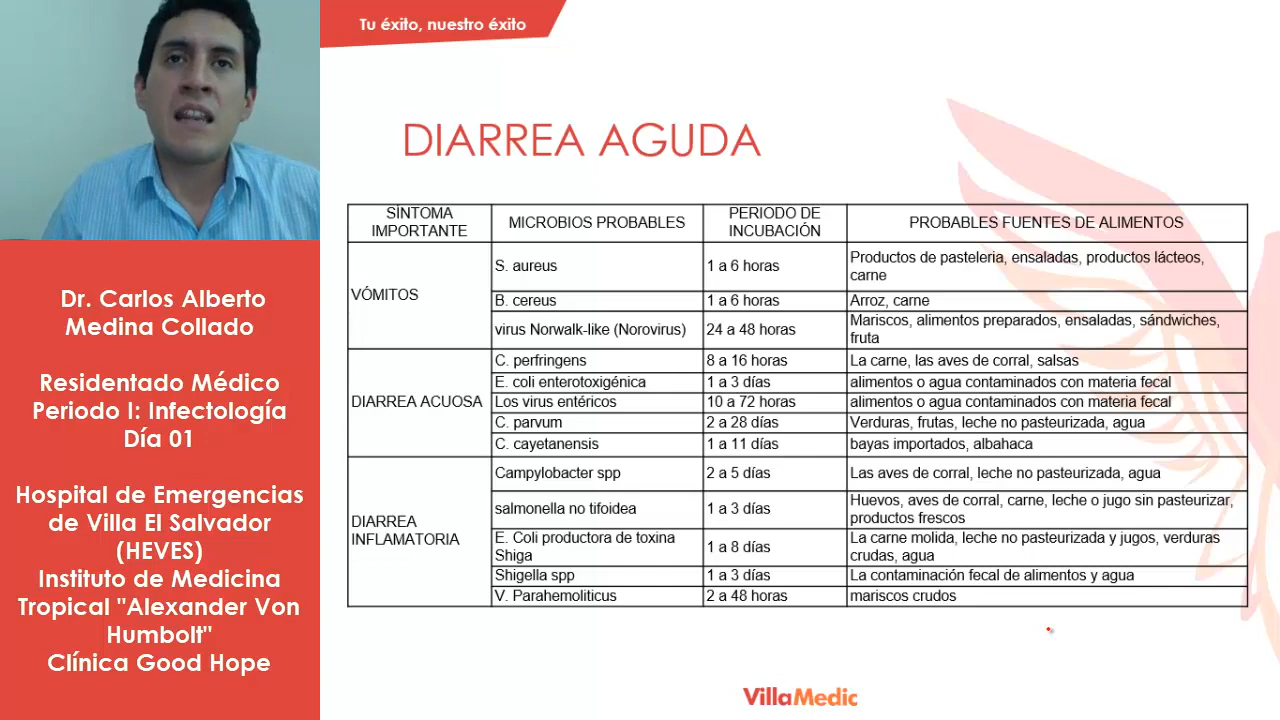 Tu éxito, nuestro éxito
Dr. Carlos Alberto
Medina Collado
Residentado Médico
Periodo I: Infectología
Día 01
Hospital de Emergencias
de Villa El Salvador
(HEVES)
Instituto de Medicina
Tropical "Alexander Von
Humbolt"
Clínica Good Hope
DIARREA AGUDA
SÍNTOMA
IMPORTANTE
MICROBIOS PROBABLES
PERIODO DE
INCUBACIÓN
PROBABLES FUENTES DE ALIMENTOS
VÓMITOS
S. aureus
1 a 6 horas
Productos de pasteleria, ensaladas, productos lácteos,
carne
B. cereus
1 a 6 horas
Arroz, carne
virus Norwalk-like (Norovirus)
24 a 48 horas
Mariscos, alimentos preparados, ensaladas, sándwiches,
fruta
DIARREA ACUOSA
C. perfringens
8 a 16 horas
La carne, las aves de corral, salsas
E. coli enterotoxigénica
1 a 3 días
alimentos o agua contaminados con materia fecal
Los virus entéricos
10 a 72 horas
alimentos o agua contaminados con materia fecal
C. parvum
2 a 28 días
Verduras, frutas, leche no pasteurizada, agua
C. cayetanensis
1 a 11 días
bayas importados, albahaca
DIARREA
INFLAMATORIA
Campylobacter spp
2 a 5 días
Las aves de corral, leche no pasteurizada, agua
salmonella no tifoidea
1 a 3 días
Huevos, aves de corral, carne, leche o jugo sin pasteurizar,
productos frescos
E. Coli productora de toxina
Shiga
1 a 8 días
La carne molida, leche no pasteurizada y jugos, verduras
crudas, agua
Shigella spp
1 a 3 días
La contaminación fecal de alimentos y agua
V. Parahemoliticus
2 a 48 horas
mariscos crudos
VillaMedic